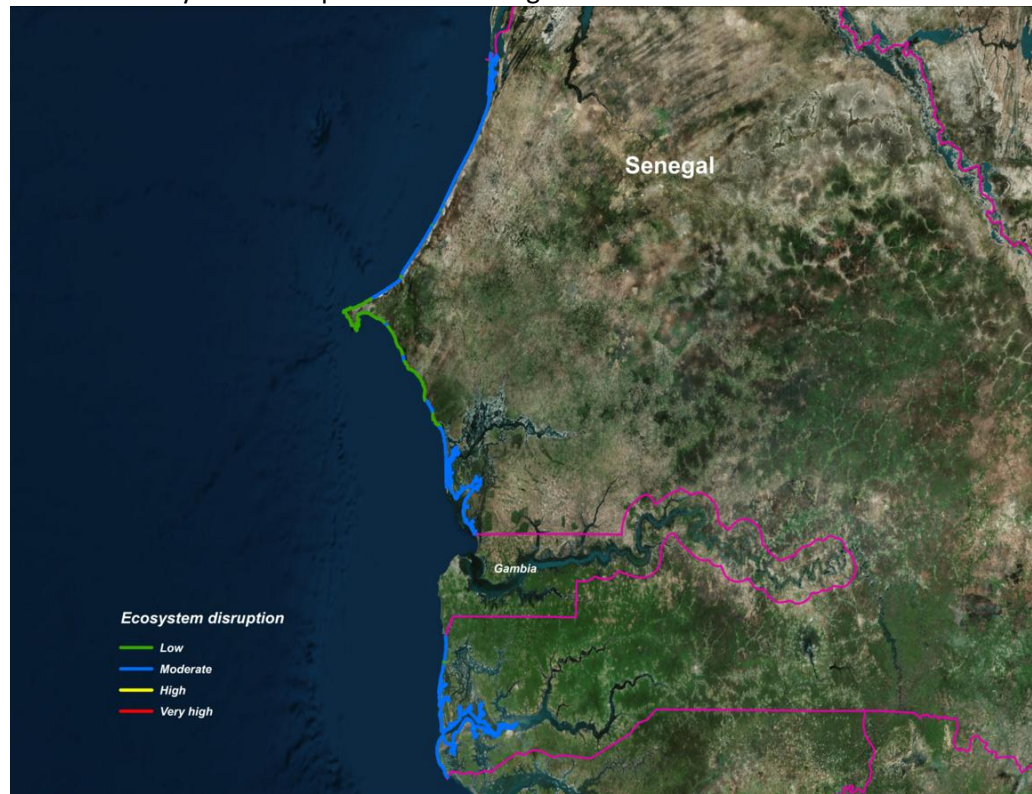 Senegal
Gambia
Ecosystem disruption
Low
Moderate
High
Very high